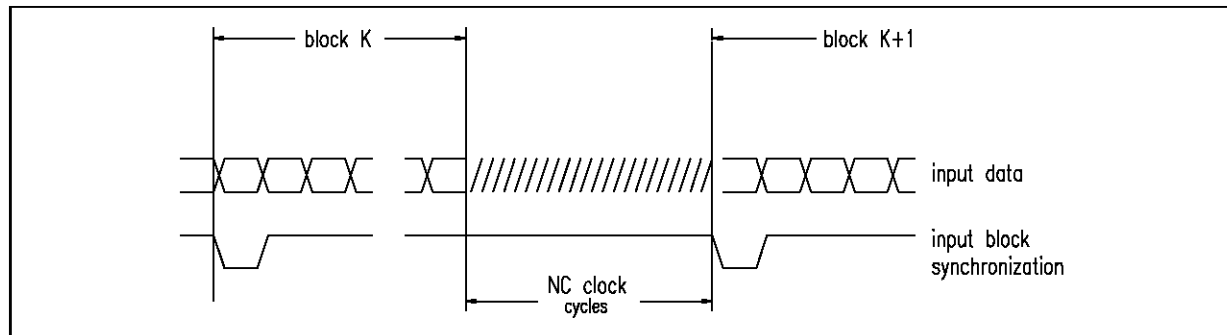 block K
block K+1
input data
input block
synchronization
NC clock
cycles